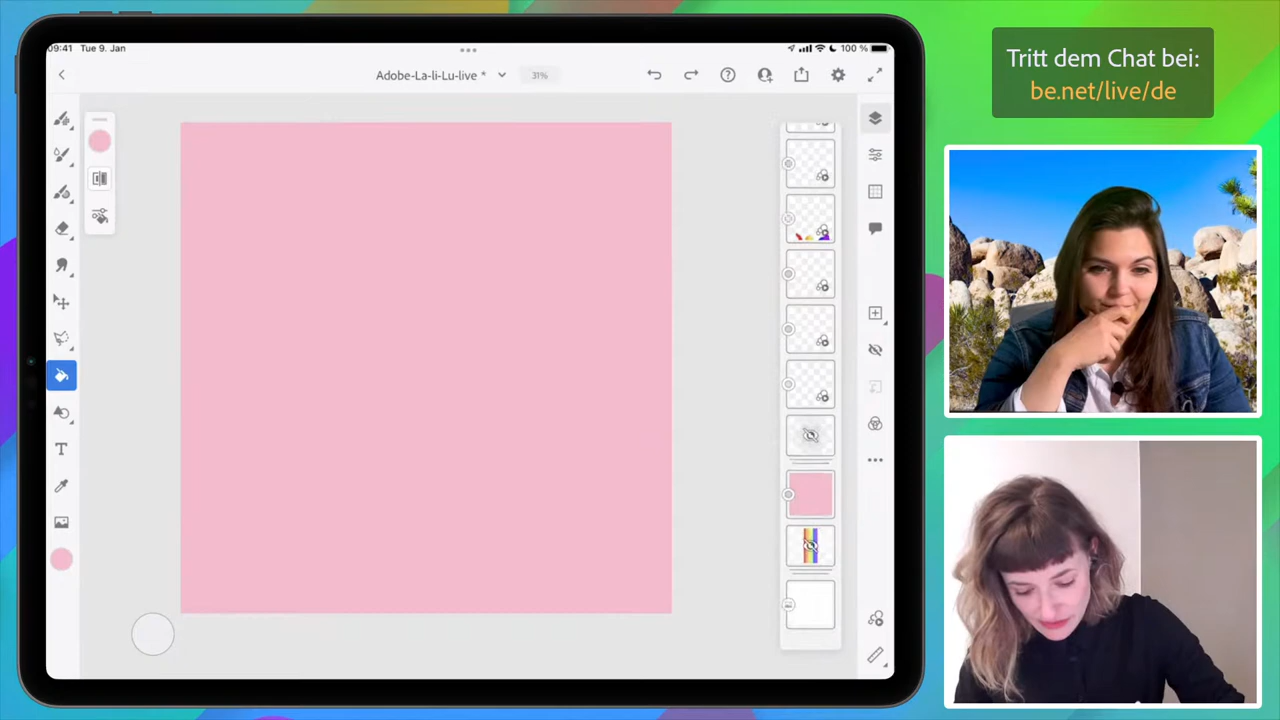 09:41 Tue 9. Jan
100 %
Adobe-La-li-Lu-live *
31%
T
Tritt dem Chat bei:
be.net/live/de